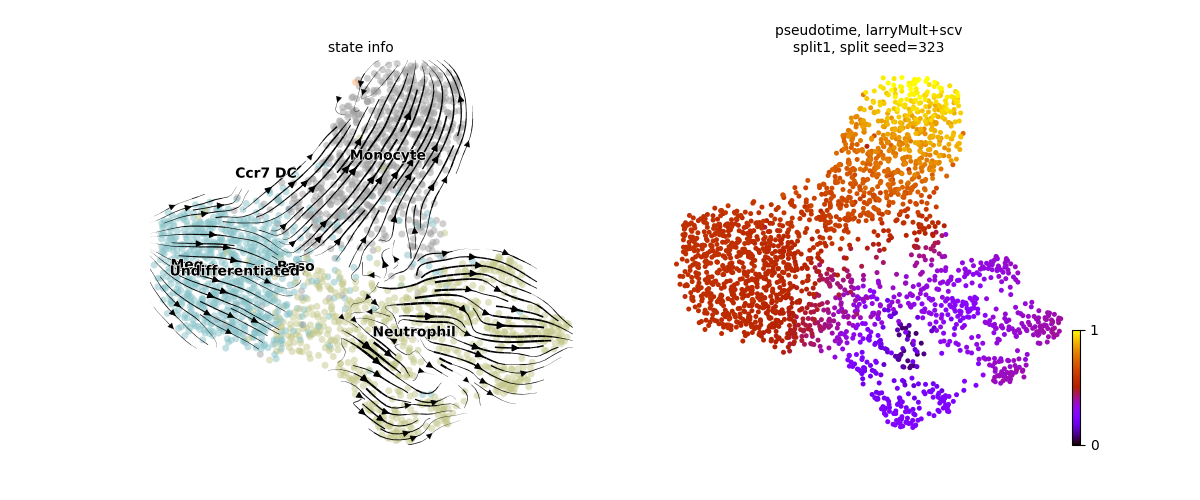 state info
pseudotime, larryMult+scv
split1, split seed=323
Monocyte
Ccr7 DC
Meg
Baso
Undifferentiated
Neutrophil
1
0